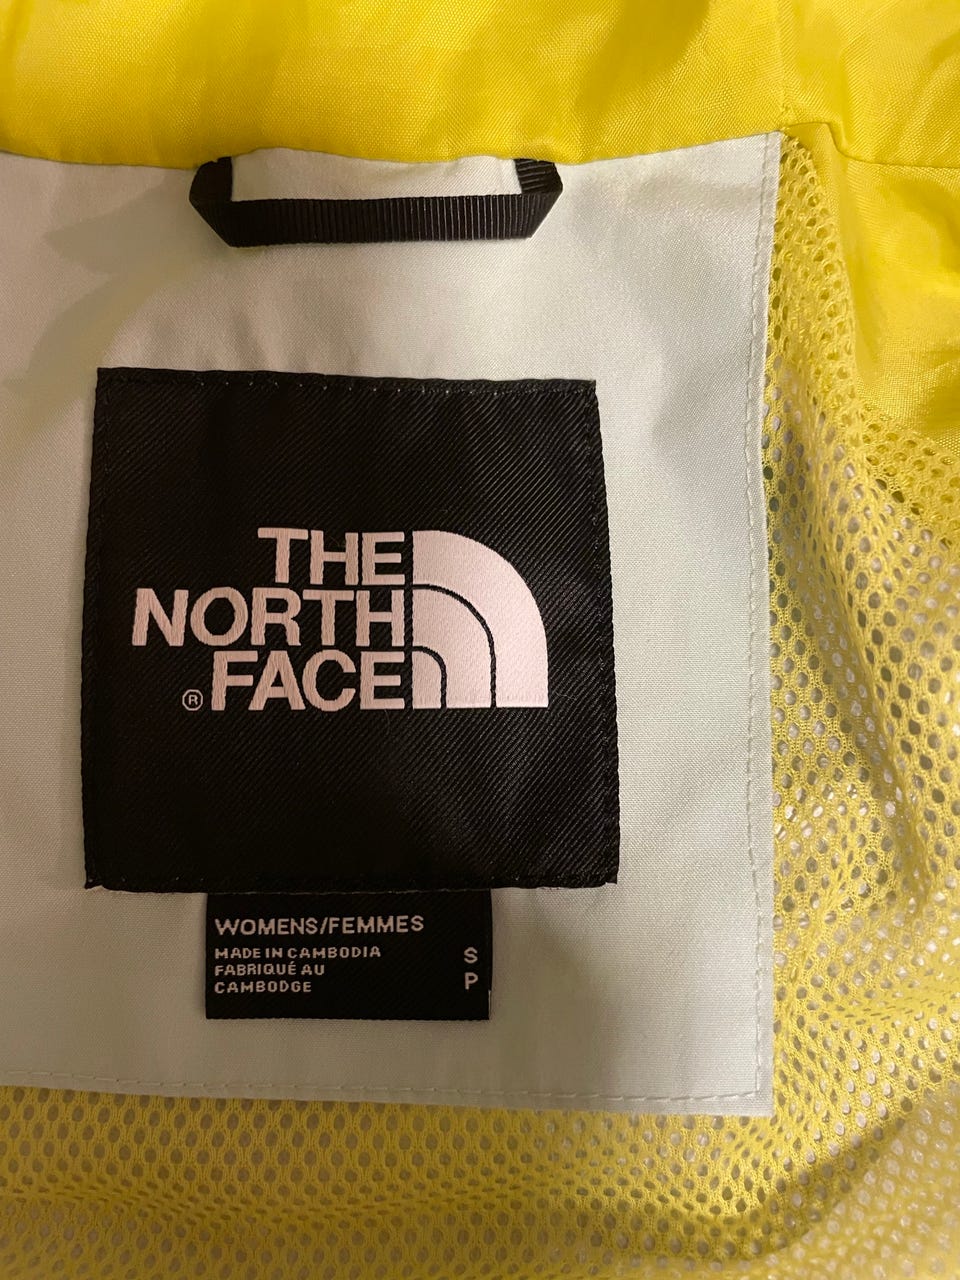 THE
NORTH
® FACE
WOMENS/FEMMES
MADE IN CAMBODIA S
FABRIQUÉ AU P
CAMBODGE